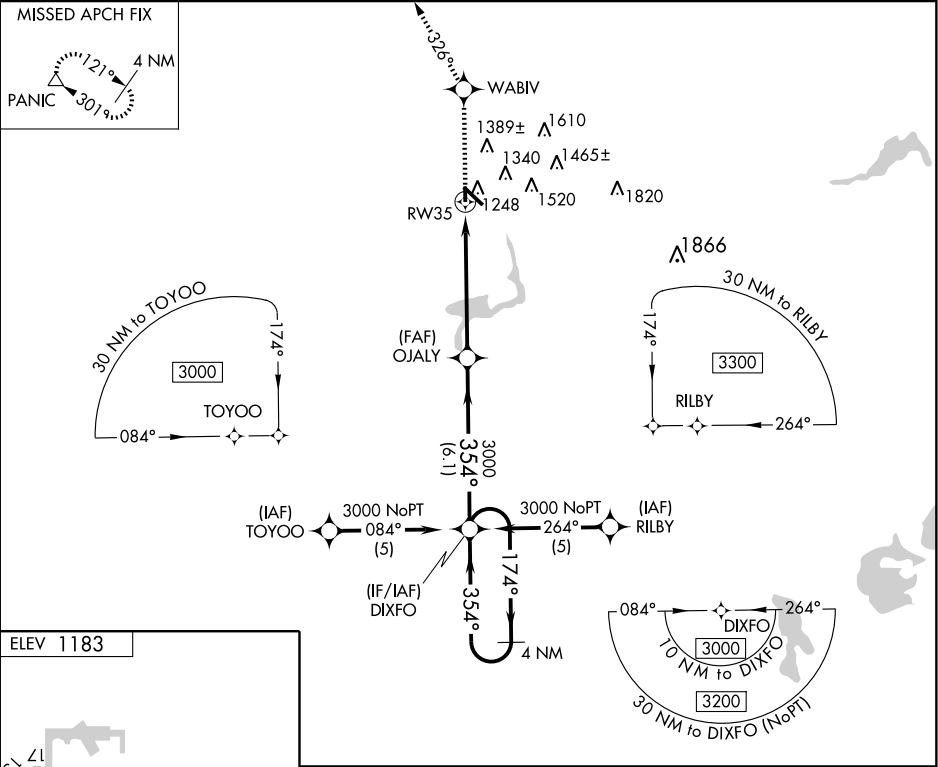 MISSED APCH FIX
4 NM
121°
PANIC
301°
326°
WABIV
1389±
1610
1340
1465±
1248
1520
1820
RW35
1866
30 NM to TOYOO
174°
3000
TOYOO
084°
(FAF)
OJALY
30 NM to RILBY
174°
3300
RILBY
264°
3000
354°
(6.1)
(IAF)
TOYOO
3000 NoPT
084°
(5)
3000 NoPT
264°
(5)
(IAF)
RILBY
(IF/IAF)
DIXFO
354°
174°
4 NM
084°
264°
DIXFO
3000
10 NM to DIXFO
3200
30 NM to DIXFO (NoPT)
ELEV 1183
17